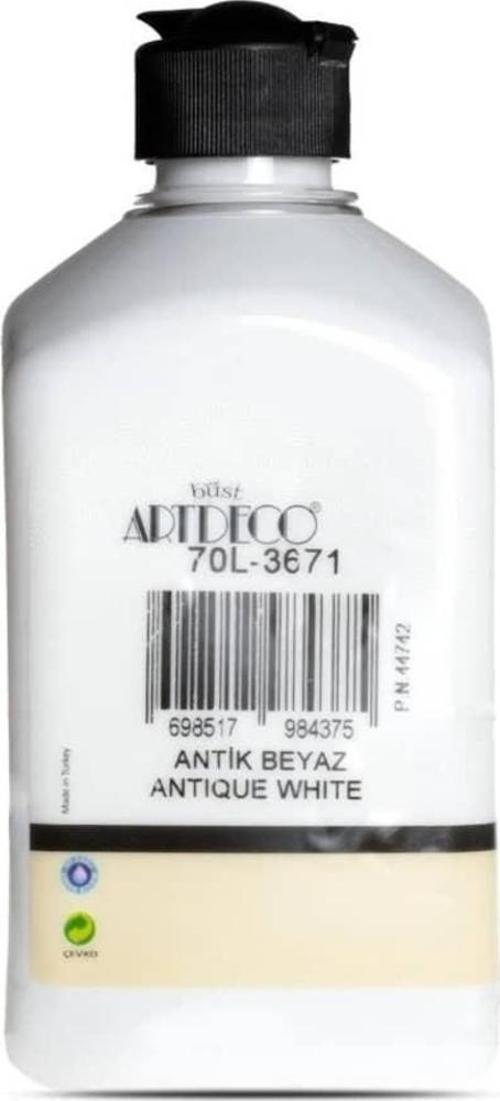 büst
ARTDECO®
70L-3671
698517 984375
P.N 44742
ANTİK BEYAZ
ANTIQUE WHITE
Made in Turkey
ÇEVKO